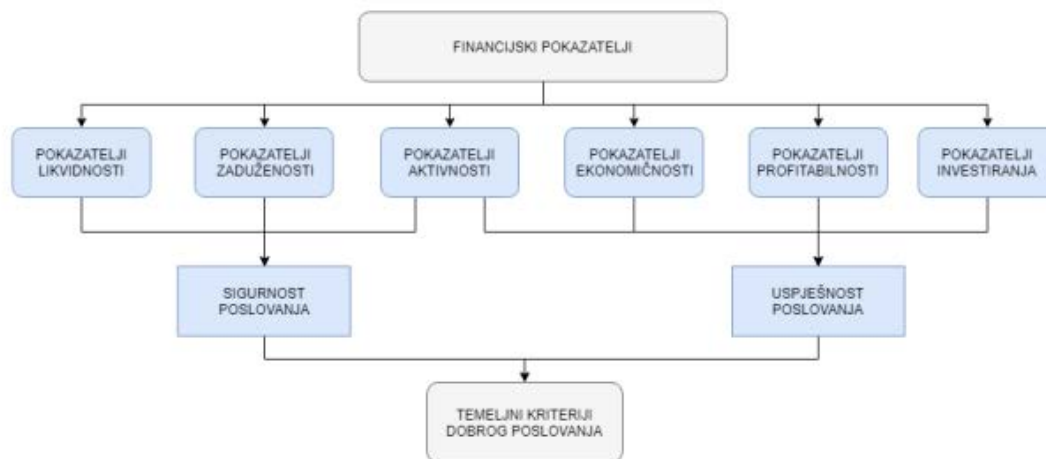 FINANCIJSKI POKAZATELJI
POKAZATELJI
LIKVIDNOSTI
POKAZATELJI
ZADUŽENOSTI
POKAZATELJI
AKTIVNOSTI
POKAZATELJI
EKONOMIČNOSTI
POKAZATELJI
PROFITABILNOSTI
POKAZATELJI
INVESTIRANJA
SIGURNOST
POSLOVANJA
USPJEŠNOST
POSLOVANJA
TEMELJNI KRITERIJI
DOBROG POSLOVANJA